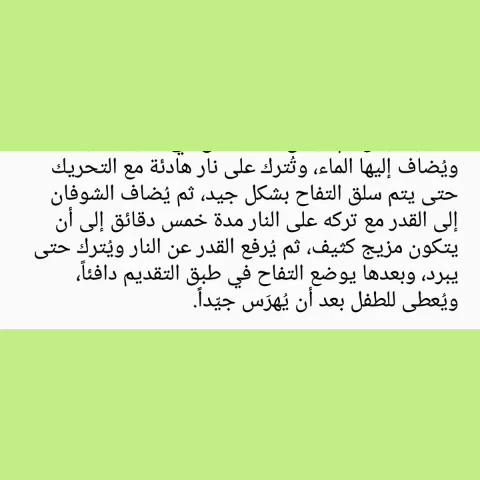 ويُضاف إليها الماء، وتُترك على نار هادئة مع التحريك
حتى يتم سلق التفاح بشكل جيد، ثم يُضاف الشوفان
إلى القدر مع تركه على النار مدة خمس دقائق إلى أن
يتكون مزيج كثيف، ثم يُرفع القدر عن النار ويُترك حتى
يبرد، وبعدها يوضع التفاح في طبق التقديم دافئاً،
ويُعطى للطفل بعد أن يُهرَس جيّداً.